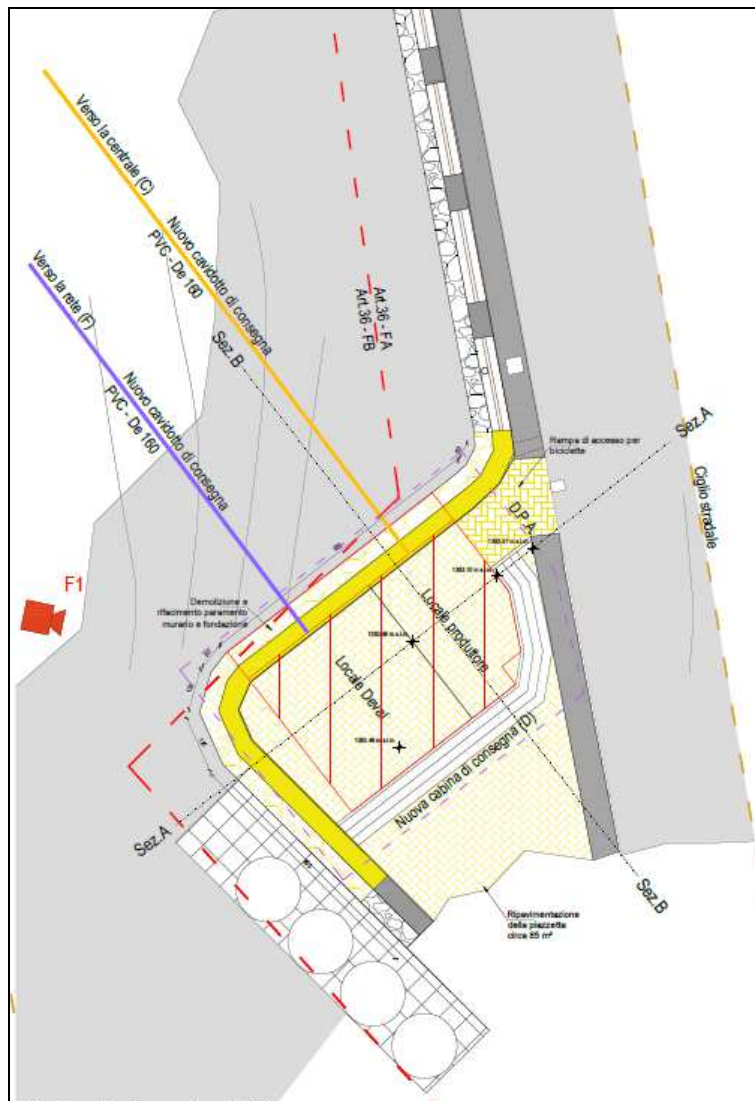 Verso la centrale (C)
Nuovo cavidotto di consegna
PVC - De 160
Verso la rete (F)
Nuovo cavidotto di consegna
PVC - De 160
Sez.B
Art.36 - FA
Art.36 - FB
Sez.A
Rampa di accesso per
biciclette
D.P.A.
Ciglio stradale
F1
Demolizione e
rifacimento paramento
murario e fondazione
Locale produttore
Locale Deval
Nuova cabina di consegna (D)
Sez.A
Sez.B
Ripavimentazione
della piazzetta
circa 85 m²